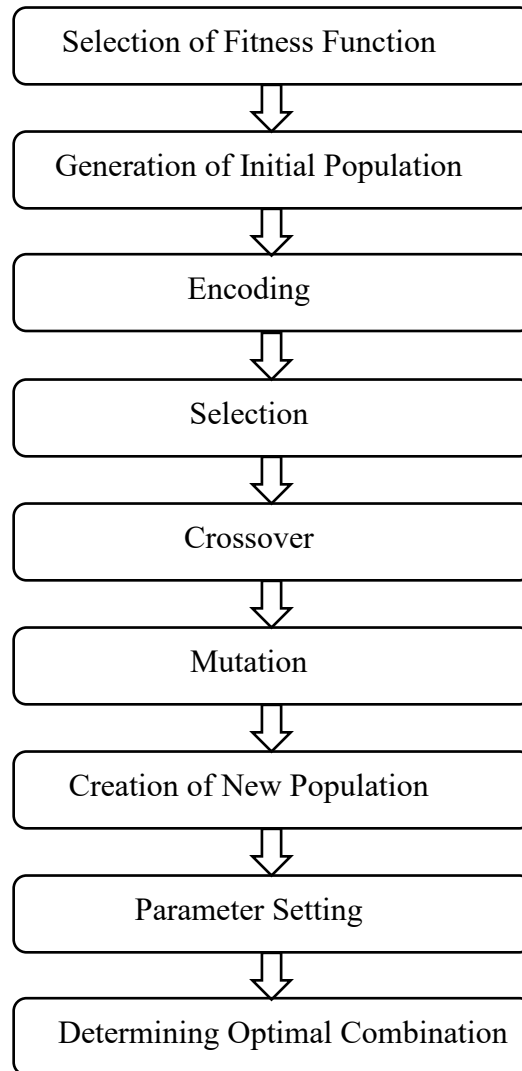 Selection of Fitness Function
Generation of Initial Population
Encoding
Selection
Crossover
Mutation
Creation of New Population
Parameter Setting
Determining Optimal Combination